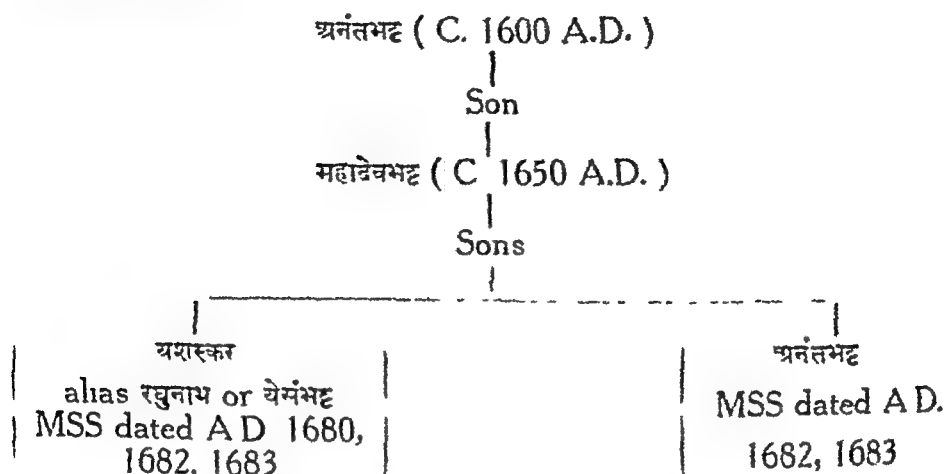 अनंतभट्ट ( C. 1600 A.D. )
Son
महादेवभट्ट ( C 1650 A.D. )
Sons
यशस्कर
alias रघुनाथ or येसंभट्ट
MSS dated A D 1680,
1682, 1683
अनंतभट्ट
MSS dated A D.
1682, 1683